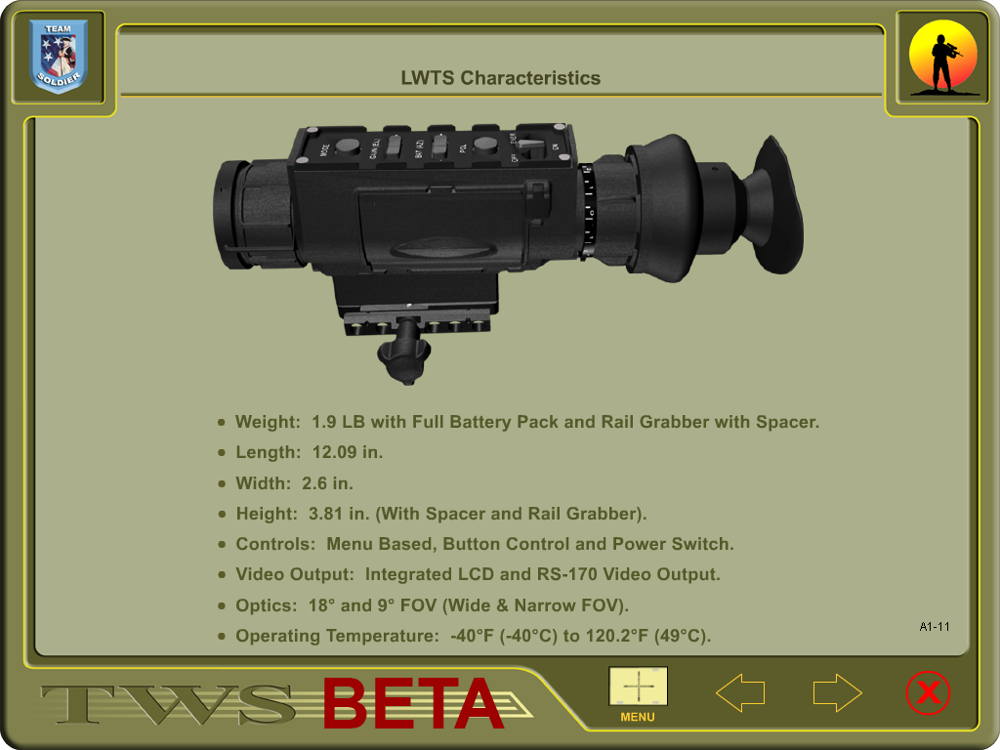 TEAM
SOLDIER
LWTS Characteristics
MODE
GAIN (EL)
BAT (AZ)
POL
OFF
ON
• Weight:  1.9 LB with Full Battery Pack and Rail Grabber with Spacer.
• Length:  12.09 in.
• Width:  2.6 in.
• Height:  3.81 in. (With Spacer and Rail Grabber).
• Controls:  Menu Based, Button Control and Power Switch.
• Video Output:  Integrated LCD and RS-170 Video Output.
• Optics:  18° and 9° FOV (Wide & Narrow FOV).
• Operating Temperature:  -40°F (-40°C) to 120.2°F (49°C).
A1-11
TWS BETA
MENU
X